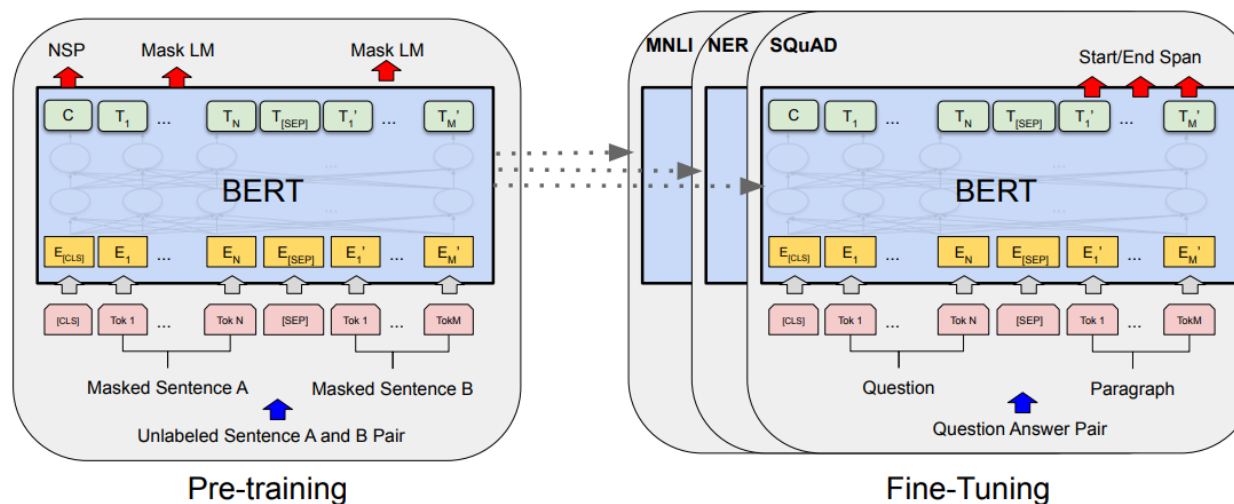 NSP Mask LM Mask LM
C T1 ... TN T[SEP] T1' ... TM'
BERT
E[CLS] E1 ... EN E[SEP] E1' ... EM'
[CLS] Tok 1 ... Tok N [SEP] Tok 1 ... TokM
Masked Sentence A Masked Sentence B
Unlabeled Sentence A and B Pair
Pre-training
MNLI NER SQuAD
Start/End Span
C T1 ... TN T[SEP] T1' ... TM'
BERT
E[CLS] E1 ... EN E[SEP] E1' ... EM'
[CLS] Tok 1 ... Tok N [SEP] Tok 1 ... TokM
Question Paragraph
Question Answer Pair
Fine-Tuning